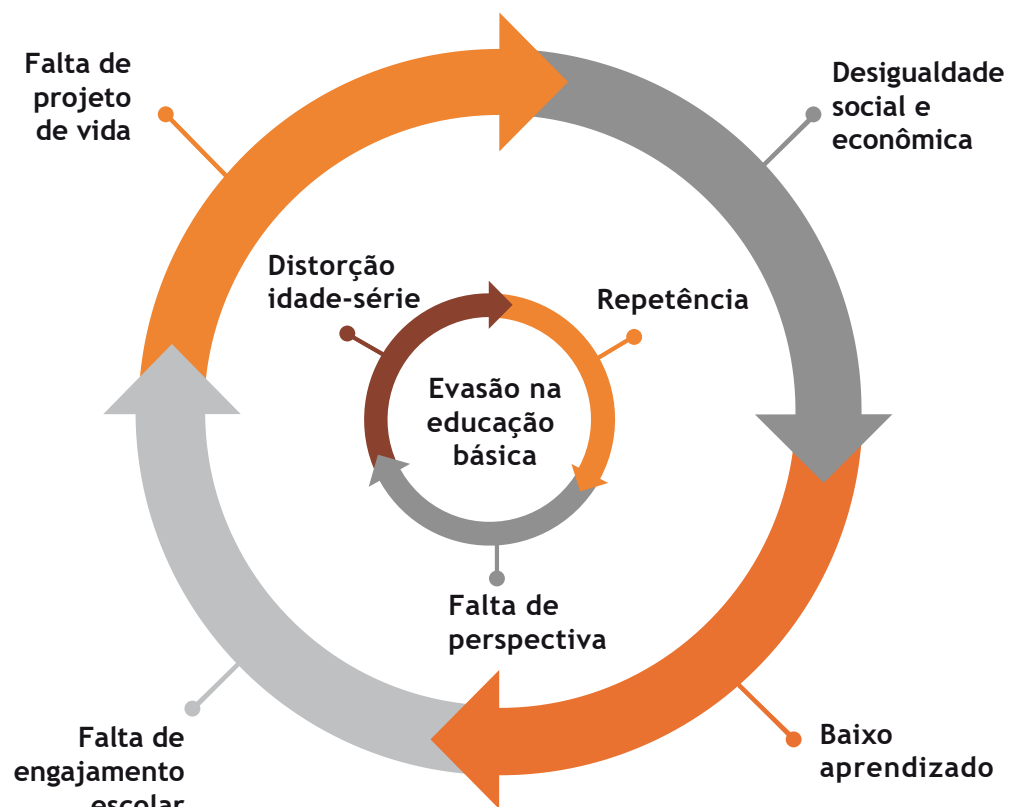 Falta de
projeto
de vida
Desigualdade
social e
econômica
Distorção
idade-série
Repetência
Evasão na
educação
básica
Falta de
perspectiva
Falta de
engajamento
escolar
Baixo
aprendizado